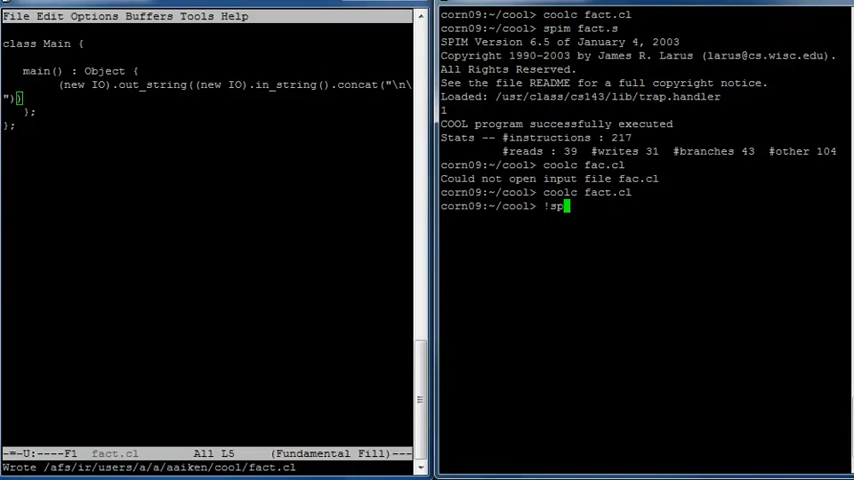 File Edit Options Buffers Tools Help
class Main {
main() : Object {
(new IO).out_string((new IO).in_string().concat("\n\
"))
};
};
-=-U:----F1 fact.cl All L5 (Fundamental Fill)
Wrote /afs/ir/users/a/a/aaiken/cool/fact.cl
corn09:~/cool> coolc fact.cl
corn09:~/cool> spim fact.s
SPIM Version 6.5 of January 4, 2003
Copyright 1990-2003 by James R. Larus (larus@cs.wisc.edu).
All Rights Reserved.
See the file README for a full copyright notice.
Loaded: /usr/class/cs143/lib/trap.handler
1
COOL program successfully executed
Stats -- #instructions : 217
#reads : 39 #writes 31 #branches 43 #other 104
corn09:~/cool> coolc fac.cl
Could not open input file fac.cl
corn09:~/cool> coolc fact.cl
corn09:~/cool> !sp